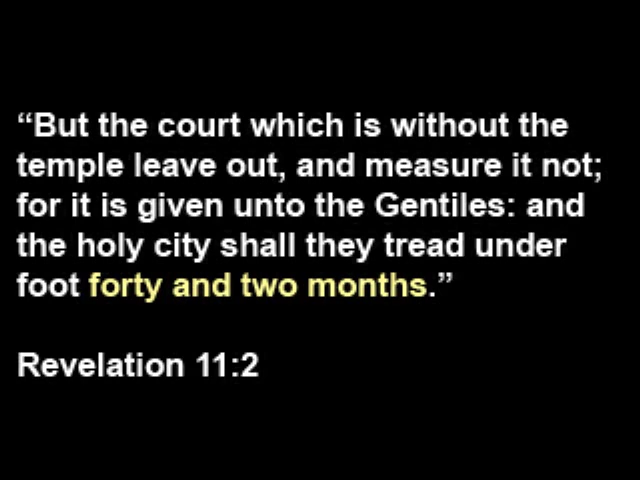 “But the court which is without the
temple leave out, and measure it not;
for it is given unto the Gentiles: and
the holy city shall they tread under
foot forty and two months.”
Revelation 11:2